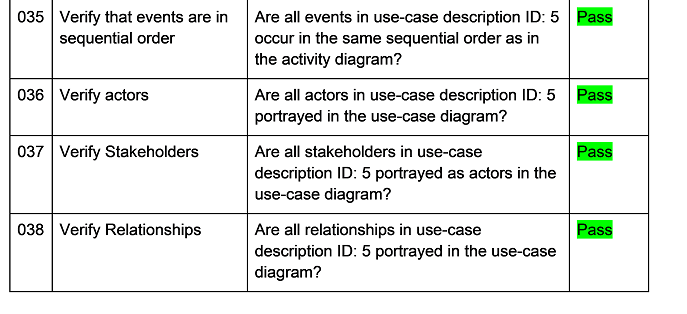 035 Verify that events are in Are all events in use-case description ID: 5 Pass
sequential order occur in the same sequential order as in
the activity diagram?
036 Verify actors Are all actors in use-case description ID: 5 Pass
portrayed in the use-case diagram?
037 Verify Stakeholders Are all stakeholders in use-case Pass
description ID: 5 portrayed as actors in the
use-case diagram?
038 Verify Relationships Are all relationships in use-case Pass
description ID: 5 portrayed in the use-case
diagram?